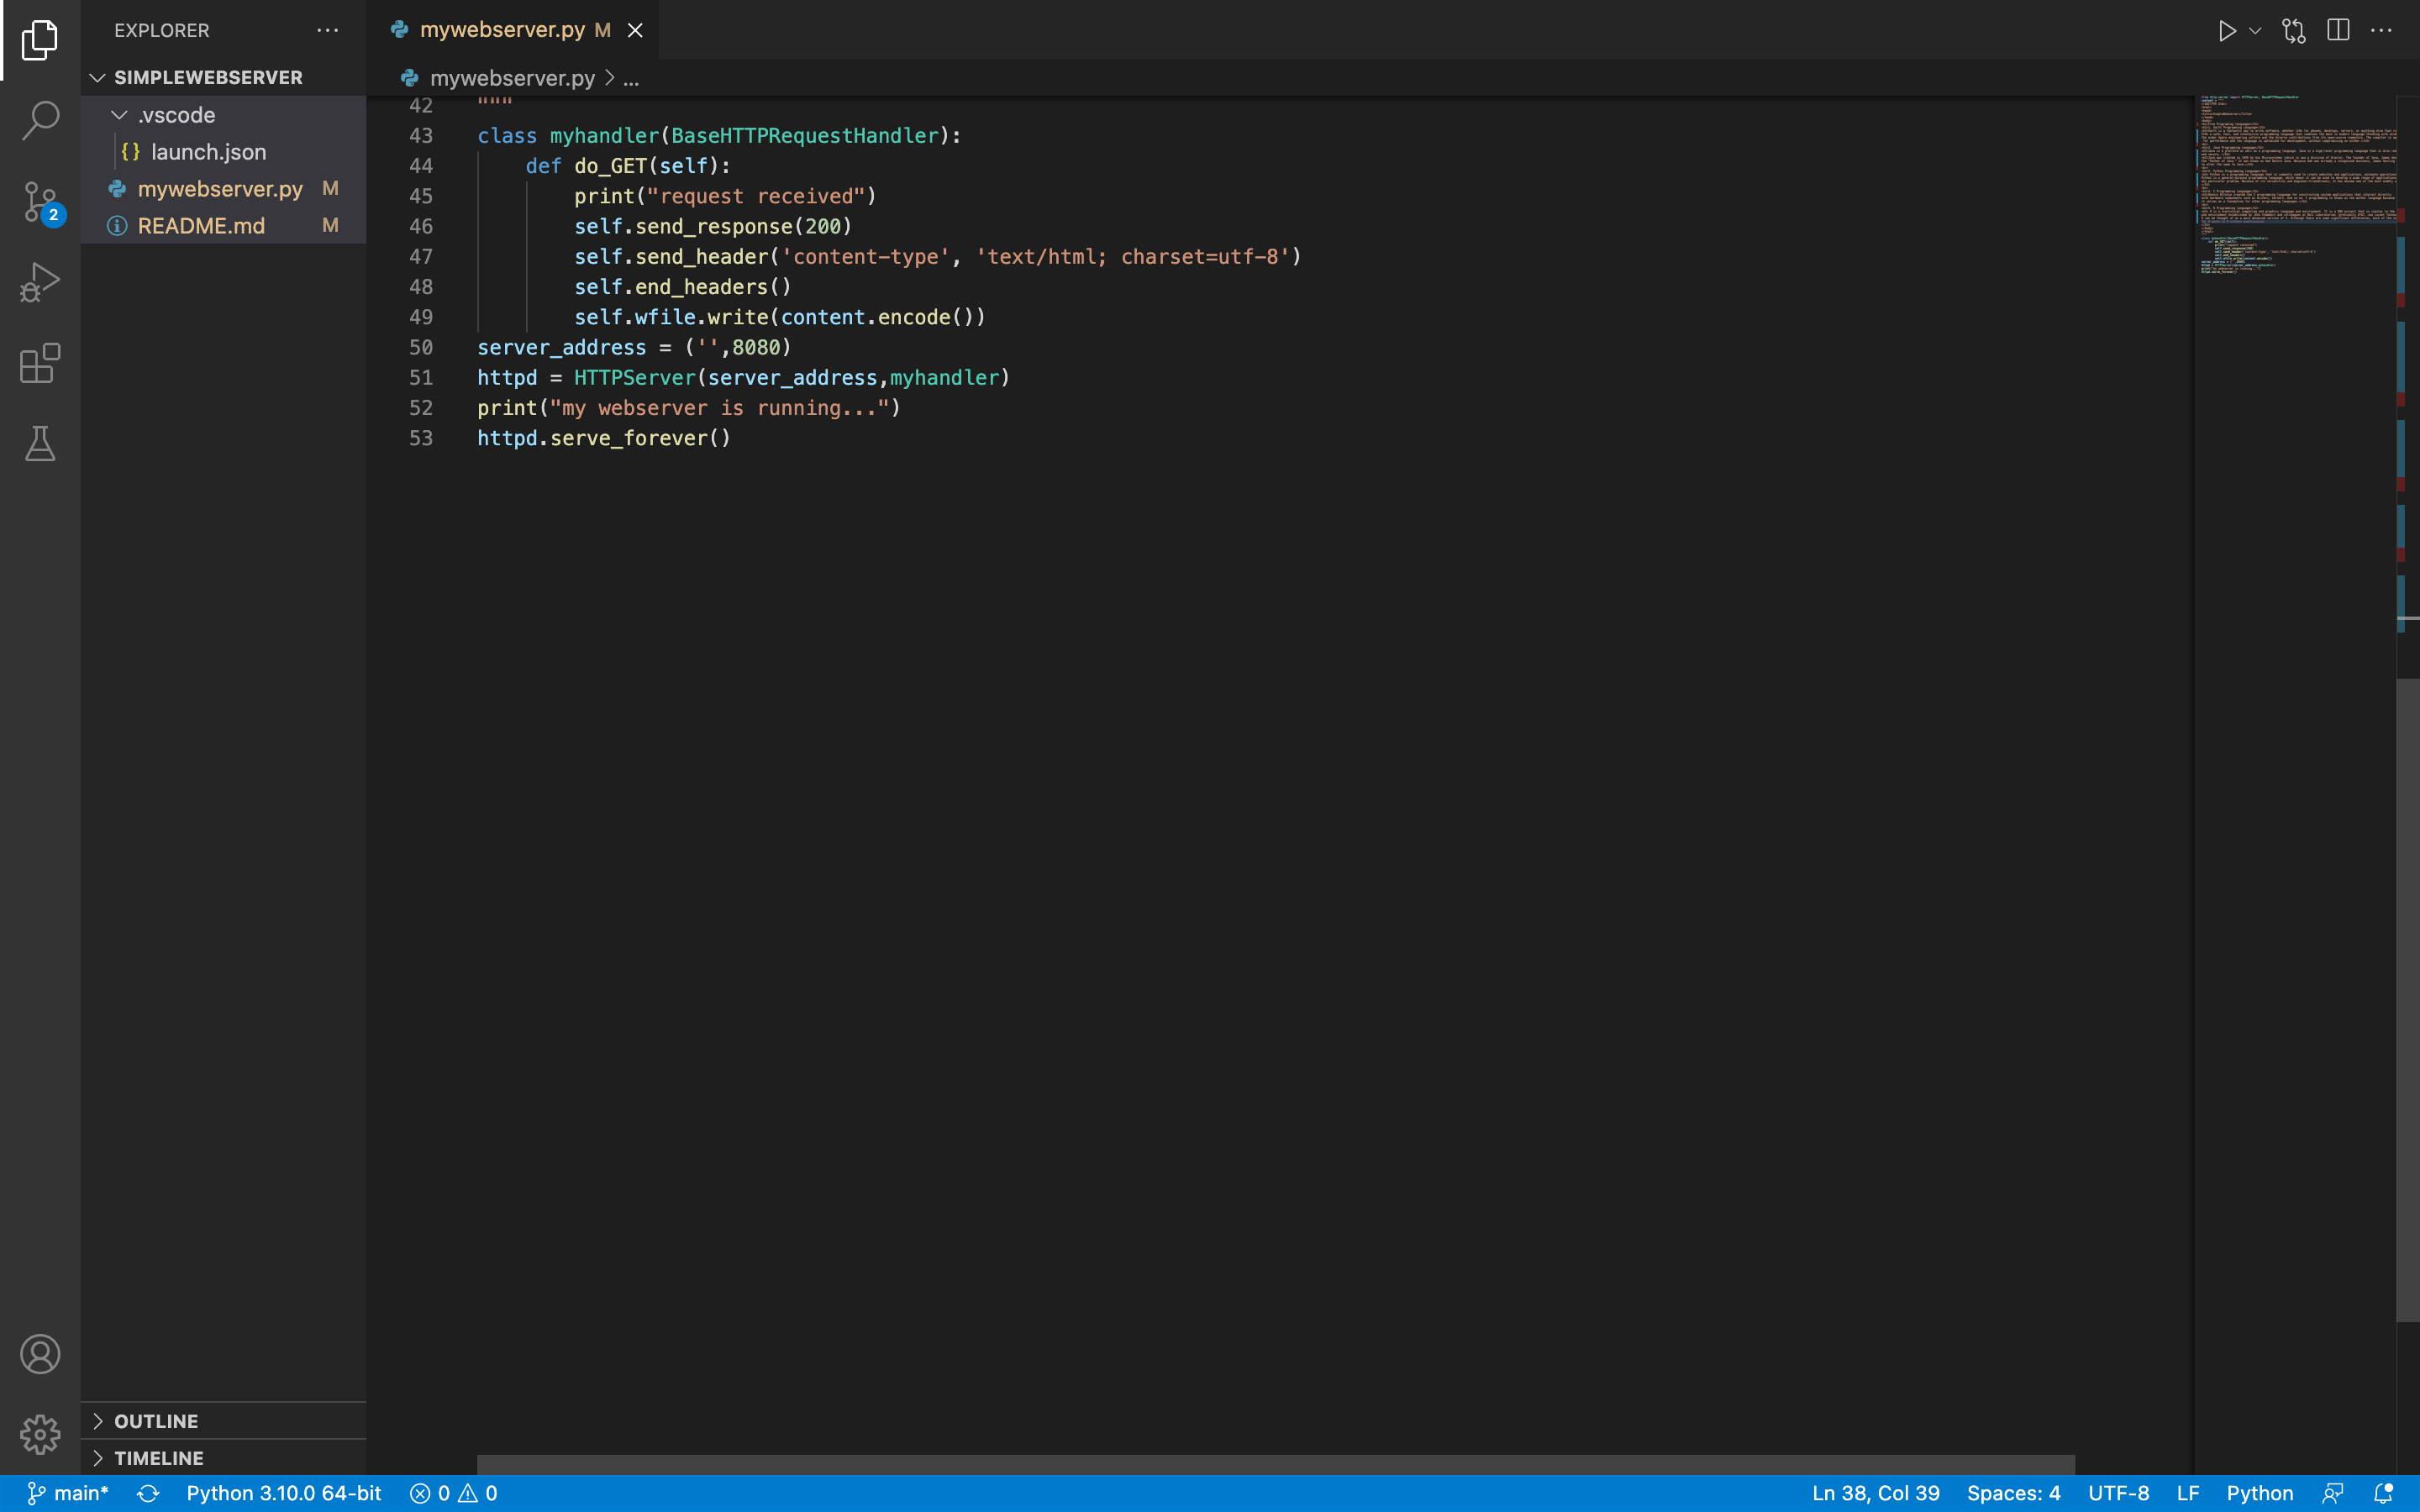 EXPLORER
SIMPLEWEBSERVER
.vscode
{} launch.json
mywebserver.py M
README.md M
2
OUTLINE
TIMELINE
mywebserver.py M
mywebserver.py > ...
42 """
43 class myhandler(BaseHTTPRequestHandler):
44 def do_GET(self):
45 print("request received")
46 self.send_response(200)
47 self.send_header('content-type', 'text/html; charset=utf-8')
48 self.end_headers()
49 self.wfile.write(content.encode())
50 server_address = ('',8080)
51 httpd = HTTPServer(server_address,myhandler)
52 print("my webserver is running...")
53 httpd.serve_forever()
main* Python 3.10.0 64-bit 0 0 Ln 38, Col 39 Spaces: 4 UTF-8 LF Python